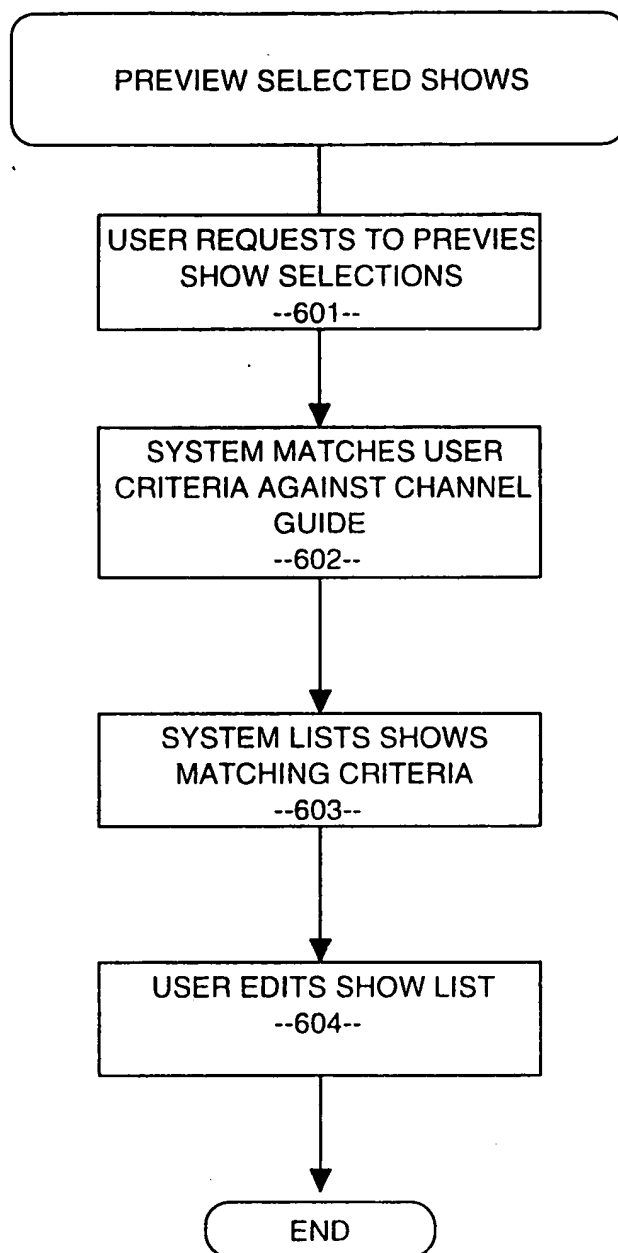 PREVIEW SELECTED SHOWS
USER REQUESTS TO PREVIES
SHOW SELECTIONS
--601--
SYSTEM MATCHES USER
CRITERIA AGAINST CHANNEL
GUIDE
--602--
SYSTEM LISTS SHOWS
MATCHING CRITERIA
--603--
USER EDITS SHOW LIST
--604--
END